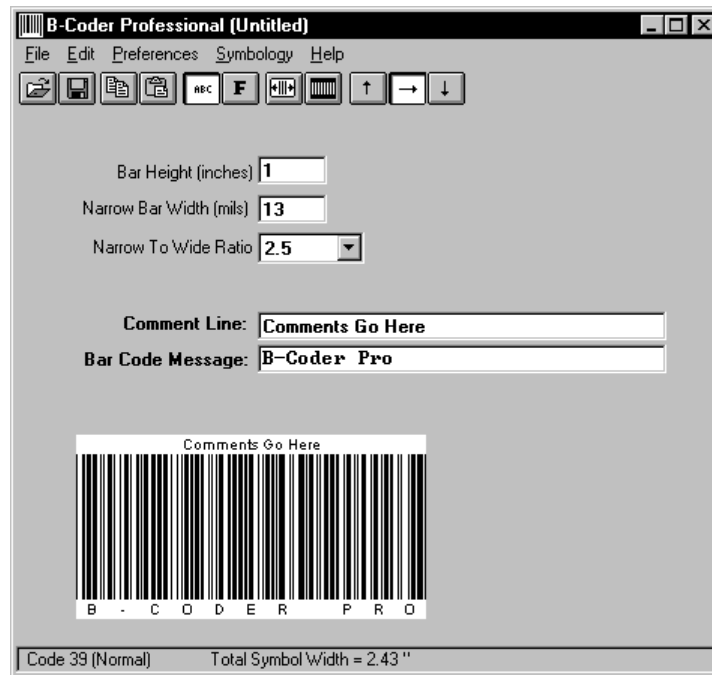 B-Coder Professional (Untitled)
File Edit Preferences Symbology Help
ABC F
Bar Height (inches) 1
Narrow Bar Width (mils) 13
Narrow To Wide Ratio 2.5
Comment Line: Comments Go Here
Bar Code Message: B-Coder Pro
Comments Go Here
B - C O D E R P R O
Code 39 (Normal) Total Symbol Width = 2.43 "